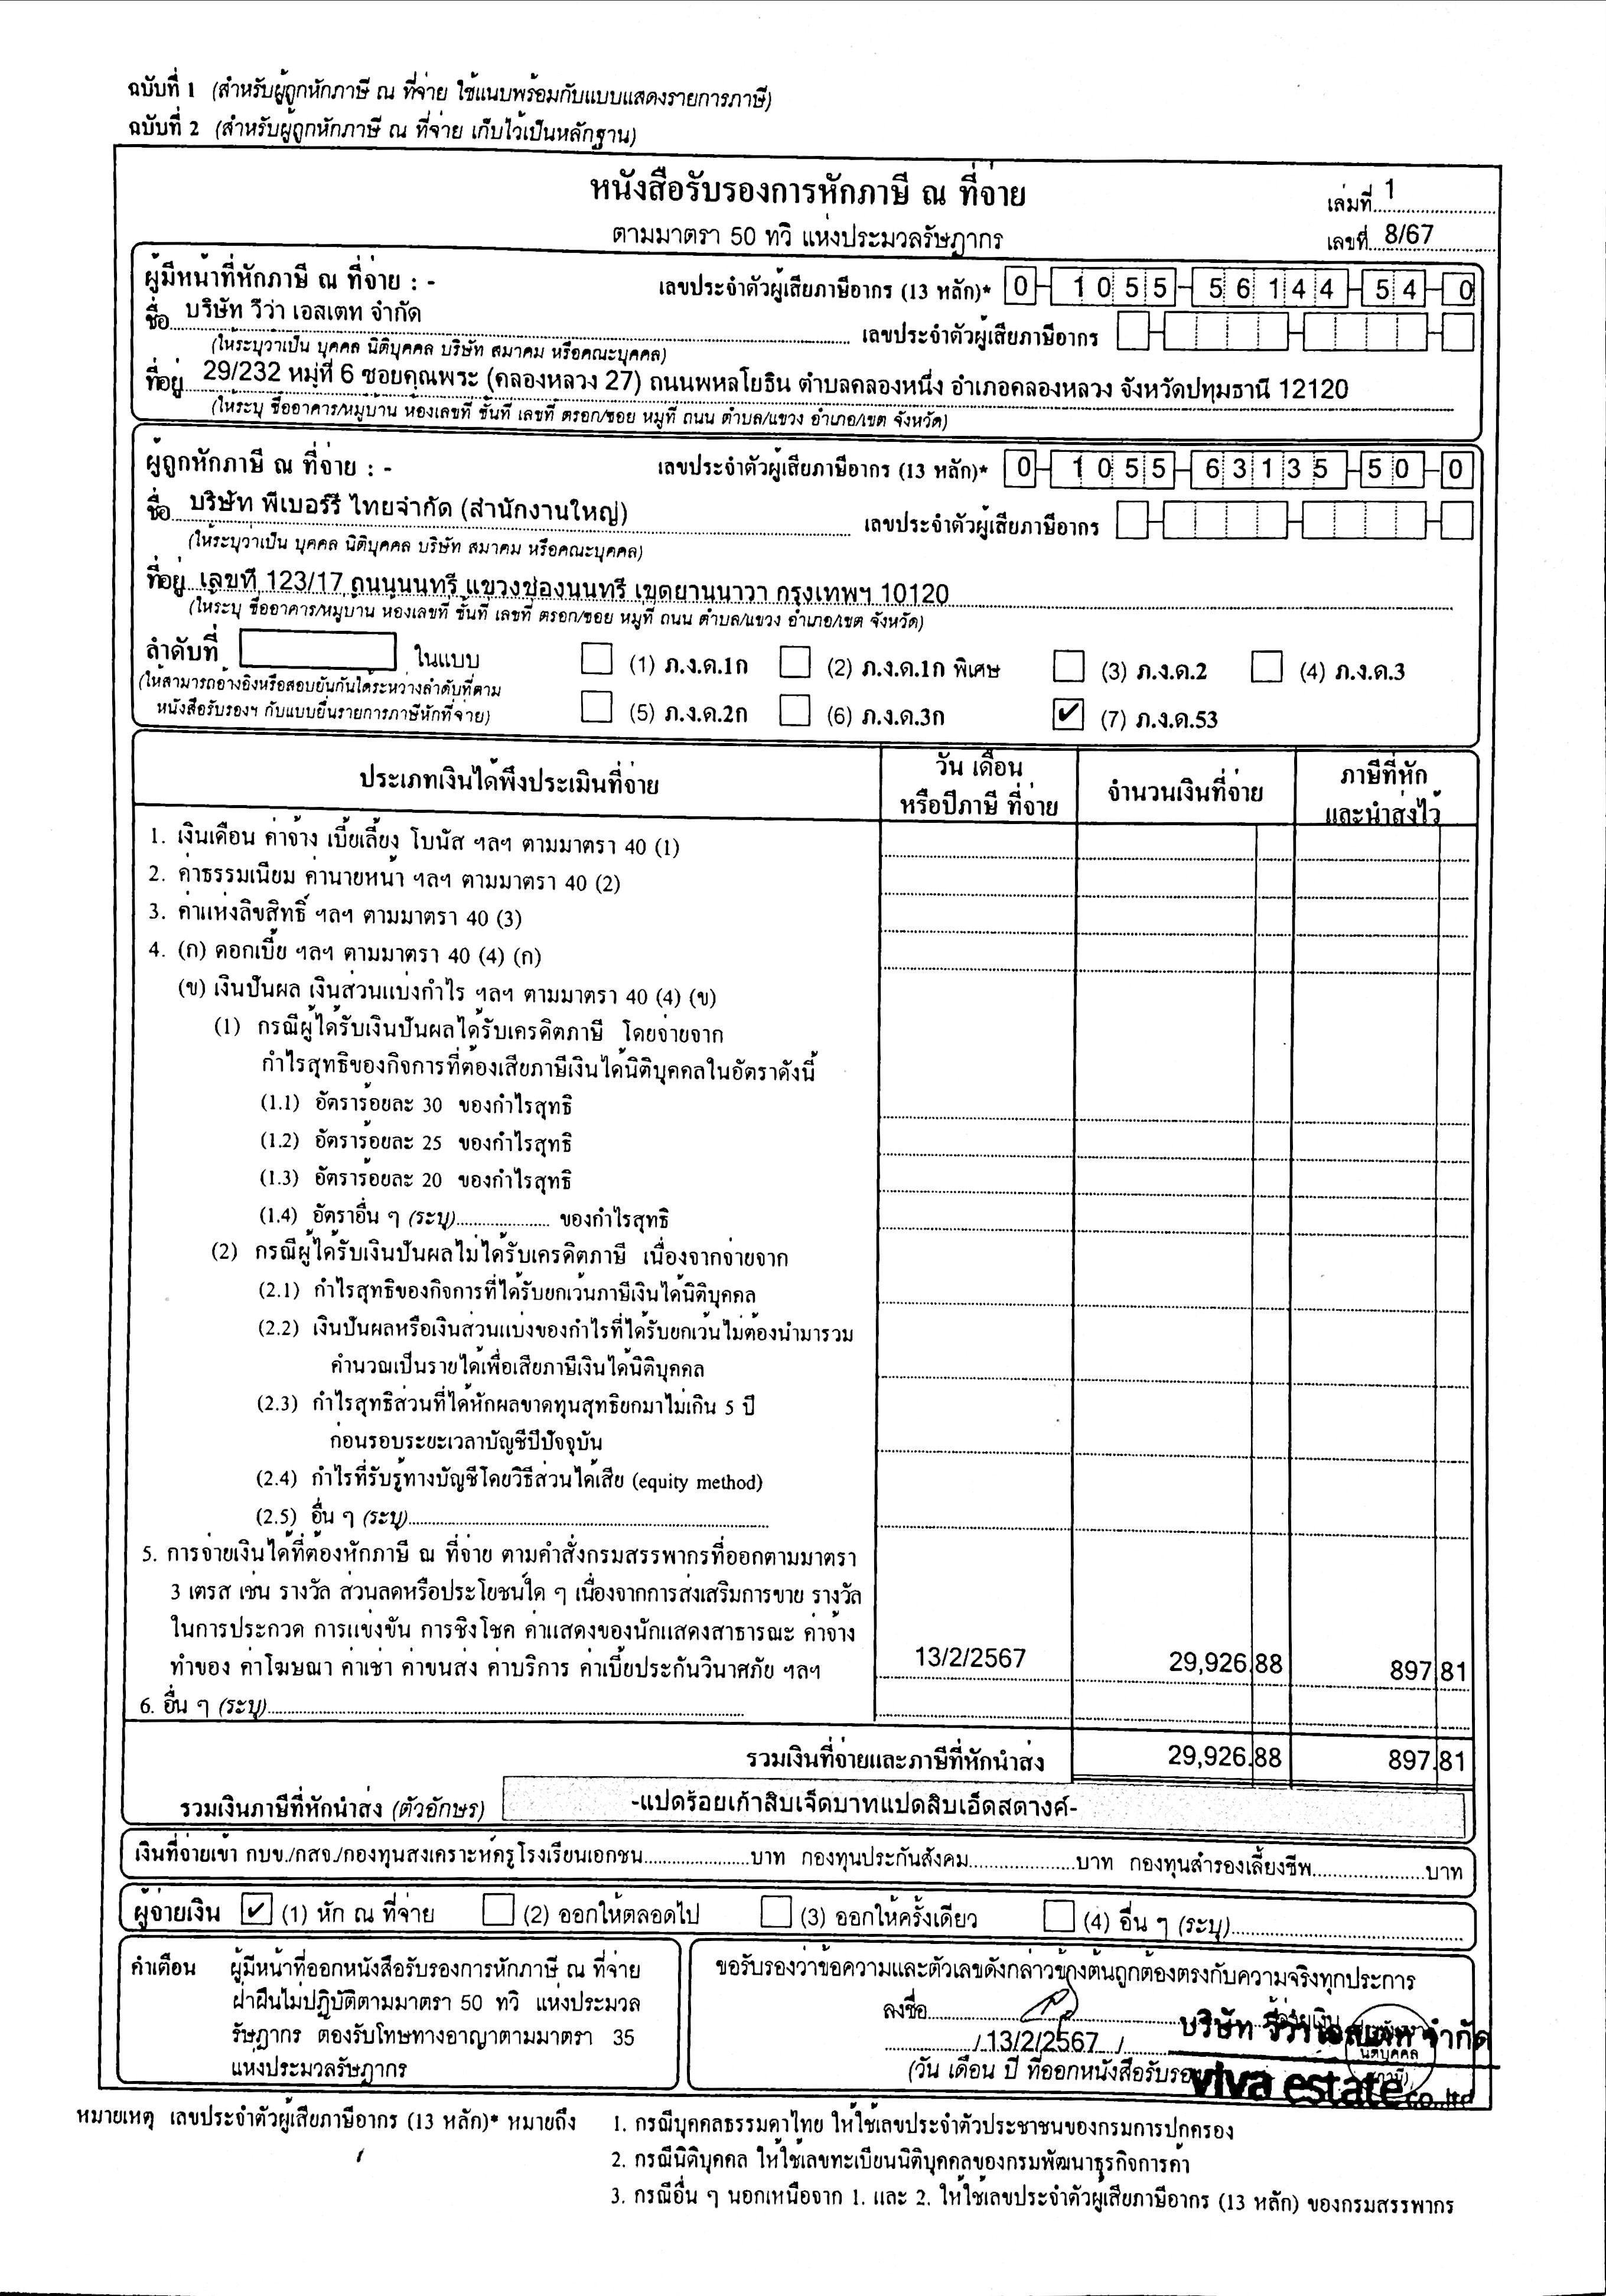 ฉบับที่ 1 (สำหรับผู้ถูกหักภาษี ณ ที่จ่าย ใช้แนบพร้อมกับแบบแสดงรายการภาษี)
ฉบับที่ 2 (สำหรับผู้ถูกหักภาษี ณ ที่จ่าย เก็บไว้เป็นหลักฐาน)
หนังสือรับรองการหักภาษี ณ ที่จ่าย
เล่มที่ 1
ตามมาตรา 50 ทวิ แห่งประมวลรัษฎากร
เลขที่ 8/67
ผู้มีหน้าที่หักภาษี ณ ที่จ่าย : - เลขประจำตัวผู้เสียภาษีอากร (13 หลัก)* 0-1055-56144-54-0
ชื่อ บริษัท วีว่า เอสเตท จำกัด เลขประจำตัวผู้เสียภาษีอากร
(ให้ระบุว่าเป็น บุคคล นิติบุคคล บริษัท สมาคม หรือคณะบุคคล)
ที่อยู่ 29/232 หมู่ที่ 6 ซอยคุณพระ (คลองหลวง 27) ถนนพหลโยธิน ตำบลคลองหนึ่ง อำเภอคลองหลวง จังหวัดปทุมธานี 12120
(ให้ระบุ ชื่ออาคาร/หมู่บ้าน ห้องเลขที่ ชั้นที่ เลขที่ ตรอก/ซอย หมู่ที่ ถนน ตำบล/แขวง อำเภอ/เขต จังหวัด)
ผู้ถูกหักภาษี ณ ที่จ่าย : - เลขประจำตัวผู้เสียภาษีอากร (13 หลัก)* 0-1055-63135-50-0
ชื่อ บริษัท พีเบอร์รี ไทยจำกัด (สำนักงานใหญ่) เลขประจำตัวผู้เสียภาษีอากร
(ให้ระบุว่าเป็น บุคคล นิติบุคคล บริษัท สมาคม หรือคณะบุคคล)
ที่อยู่ เลขที่ 123/17 ถนนนนทรี แขวงช่องนนทรี เขตยานนาวา กรุงเทพฯ 10120
(ให้ระบุ ชื่ออาคาร/หมู่บ้าน ห้องเลขที่ ชั้นที่ เลขที่ ตรอก/ซอย หมู่ที่ ถนน ตำบล/แขวง อำเภอ/เขต จังหวัด)
ลำดับที่ ในแบบ (1) ภ.ง.ด.1ก (2) ภ.ง.ด.1ก พิเศษ (3) ภ.ง.ด.2 (4) ภ.ง.ด.3
(ให้สามารถอ้างอิงหรือสอบยันกันได้ระหว่างลำดับที่ตาม
หนังสือรับรองฯ กับแบบยื่นรายการภาษีหักที่จ่าย) (5) ภ.ง.ด.2ก (6) ภ.ง.ด.3ก ✔ (7) ภ.ง.ด.53
ประเภทเงินได้พึงประเมินที่จ่าย
วัน เดือน
หรือปีภาษี ที่จ่าย
จำนวนเงินที่จ่าย
ภาษีที่หัก
และนำส่งไว้
1. เงินเดือน ค่าจ้าง เบี้ยเลี้ยง โบนัส ฯลฯ ตามมาตรา 40 (1)
2. ค่าธรรมเนียม ค่านายหน้า ฯลฯ ตามมาตรา 40 (2)
3. ค่าแห่งลิขสิทธิ์ ฯลฯ ตามมาตรา 40 (3)
4. (ก) ดอกเบี้ย ฯลฯ ตามมาตรา 40 (4) (ก)
(ข) เงินปันผล เงินส่วนแบ่งกำไร ฯลฯ ตามมาตรา 40 (4) (ข)
(1) กรณีผู้ได้รับเงินปันผลได้รับเครดิตภาษี โดยจ่ายจาก
กำไรสุทธิของกิจการที่ต้องเสียภาษีเงินได้นิติบุคคลในอัตราดังนี้
(1.1) อัตราร้อยละ 30 ของกำไรสุทธิ
(1.2) อัตราร้อยละ 25 ของกำไรสุทธิ
(1.3) อัตราร้อยละ 20 ของกำไรสุทธิ
(1.4) อัตราอื่น ๆ (ระบุ) ของกำไรสุทธิ
(2) กรณีผู้ได้รับเงินปันผลไม่ได้รับเครดิตภาษี เนื่องจากจ่ายจาก
(2.1) กำไรสุทธิของกิจการที่ได้รับยกเว้นภาษีเงินได้นิติบุคคล
(2.2) เงินปันผลหรือเงินส่วนแบ่งของกำไรที่ได้รับยกเว้นไม่ต้องนำมารวม
คำนวณเป็นรายได้เพื่อเสียภาษีเงินได้นิติบุคคล
(2.3) กำไรสุทธิส่วนที่ได้หักผลขาดทุนสุทธิยกมาไม่เกิน 5 ปี
ก่อนรอบระยะเวลาบัญชีปีปัจจุบัน
(2.4) กำไรที่รับรู้ทางบัญชีโดยวิธีส่วนได้เสีย (equity method)
(2.5) อื่น ๆ (ระบุ)
5. การจ่ายเงินได้ที่ต้องหักภาษี ณ ที่จ่าย ตามคำสั่งกรมสรรพากรที่ออกตามมาตรา
3 เตรส เช่น รางวัล ส่วนลดหรือประโยชน์ใด ๆ เนื่องจากการส่งเสริมการขาย รางวัล
ในการประกวด การแข่งขัน การชิงโชค ค่าแสดงของนักแสดงสาธารณะ ค่าจ้าง
ทำของ ค่าโฆษณา ค่าเช่า ค่าขนส่ง ค่าบริการ ค่าเบี้ยประกันวินาศภัย ฯลฯ 13/2/2567 29,926.88 897 81
6. อื่น ๆ (ระบุ)
รวมเงินที่จ่ายและภาษีที่หักนำส่ง 29,926.88 897.81
รวมเงินภาษีที่หักนำส่ง (ตัวอักษร) -แปดร้อยเก้าสิบเจ็ดบาทแปดสิบเอ็ดสตางค์-
เงินที่จ่ายเข้า กบข./กสจ./กองทุนสงเคราะห์ครูโรงเรียนเอกชน บาท กองทุนประกันสังคม บาท กองทุนสำรองเลี้ยงชีพ บาท
ผู้จ่ายเงิน ✔ (1) หัก ณ ที่จ่าย (2) ออกให้ตลอดไป (3) ออกให้ครั้งเดียว (4) อื่น ๆ (ระบุ)
คำเตือน ผู้มีหน้าที่ออกหนังสือรับรองการหักภาษี ณ ที่จ่าย
ฝ่าฝืนไม่ปฏิบัติตามมาตรา 50 ทวิ แห่งประมวล
รัษฎากร ต้องรับโทษทางอาญาตามมาตรา 35
แห่งประมวลรัษฎากร
ขอรับรองว่าข้อความและตัวเลขดังกล่าวข้างต้นถูกต้องตรงกับความจริงทุกประการ
ลงชื่อ ผู้จ่ายเงิน
บริษัท วีว่า เอสเตท จำกัด
/ 13/2/2567 /
นิติบุคคล
(วัน เดือน ปี ที่ออกหนังสือรับรอง
viva estate co.,ltd
หมายเหตุ เลขประจำตัวผู้เสียภาษีอากร (13 หลัก)* หมายถึง 1. กรณีบุคคลธรรมดาไทย ให้ใช้เลขประจำตัวประชาชนของกรมการปกครอง
2. กรณีนิติบุคคล ให้ใช้เลขทะเบียนนิติบุคคลของกรมพัฒนาธุรกิจการค้า
3. กรณีอื่น ๆ นอกเหนือจาก 1. และ 2. ให้ใช้เลขประจำตัวผู้เสียภาษีอากร (13 หลัก) ของกรมสรรพากร